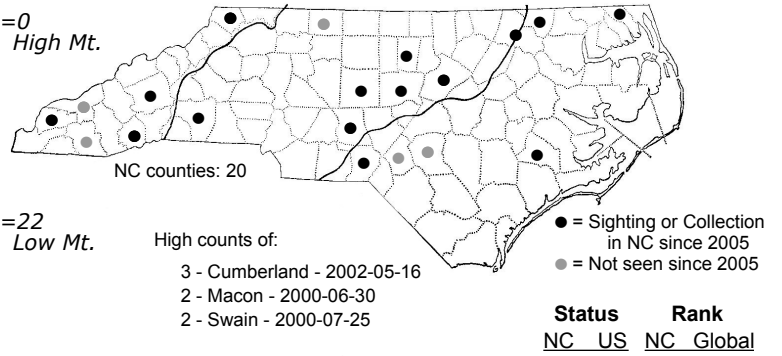 =0
High Mt.
NC counties: 20
=22
Low Mt.
High counts of:
3 - Cumberland - 2002-05-16
2 - Macon - 2000-06-30
2 - Swain - 2000-07-25
= Sighting or Collection
in NC since 2005
= Not seen since 2005
Status Rank
NC US NC Global